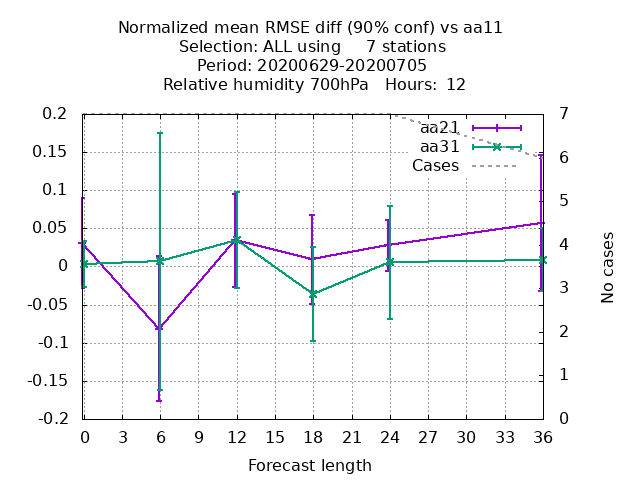 Normalized mean RMSE diff (90% conf) vs aa11
Selection: ALL using     7 stations
Period: 20200629-20200705
Relative humidity 700hPa   Hours:  12
0.2
0.15
0.1
0.05
0
-0.05
-0.1
-0.15
-0.2
aa21
aa31
Cases
7
6
5
4
3
2
1
0
No cases
0 3 6 9 12 15 18 21 24 27 30 33 36
Forecast length